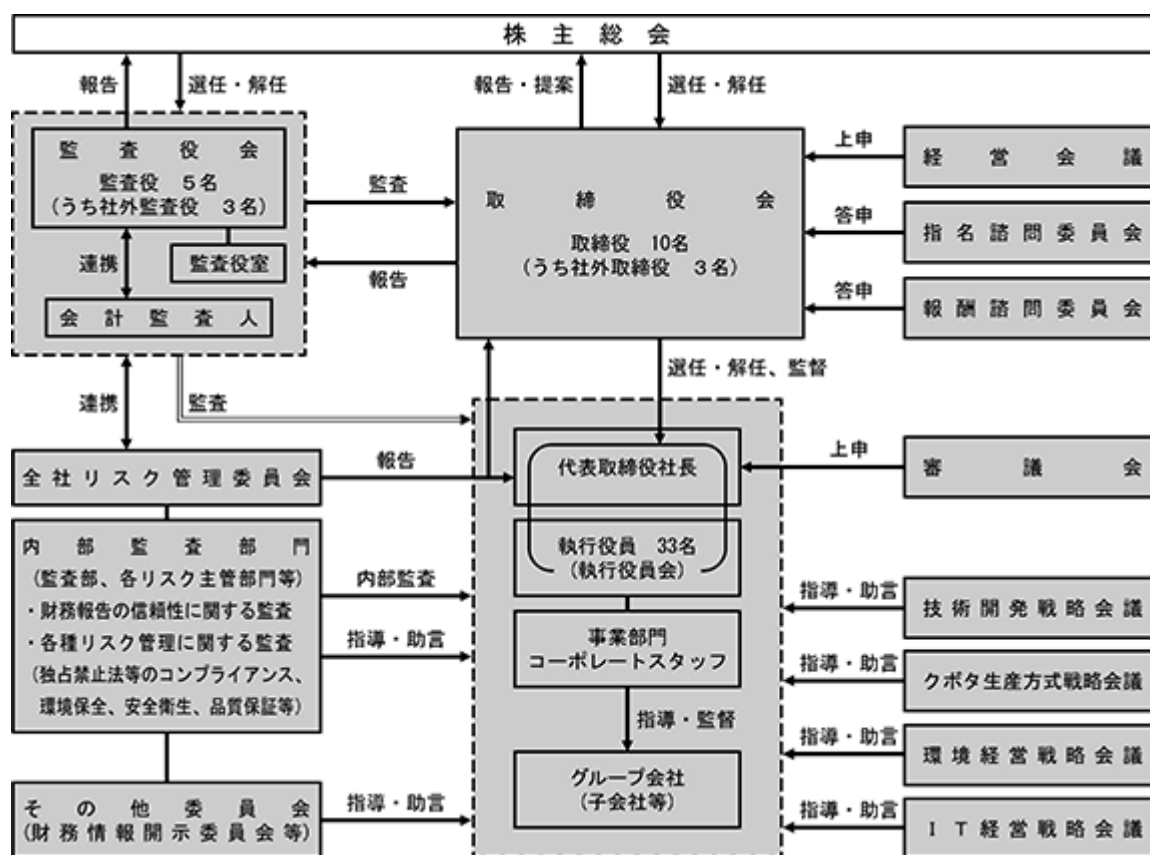 株主総会
報告
選任・解任
報告・提案
選任・解任
監査役会
監査役 5名
(うち社外監査役 3名)
監査役室
連携
会計監査人
監査
報告
取締役会
取締役 10名
(うち社外取締役 3名)
上申
経営会議
答申
指名諮問委員会
答申
報酬諮問委員会
選任・解任、監督
連携
監査
全社リスク管理委員会
報告
代表取締役社長
上申
審議会
内部監査部門
(監査部、各リスク主管部門等)
・財務報告の信頼性に関する監査
・各種リスク管理に関する監査
(独占禁止法等のコンプライアンス、
環境保全、安全衛生、品質保証等)
内部監査
指導・助言
執行役員 33名
(執行役員会)
事業部門
コーポレートスタッフ
指導・監督
グループ会社
(子会社等)
指導・助言
技術開発戦略会議
指導・助言
クボタ生産方式戦略会議
指導・助言
環境経営戦略会議
指導・助言
IT経営戦略会議
その他委員会
(財務情報開示委員会等)
指導・助言